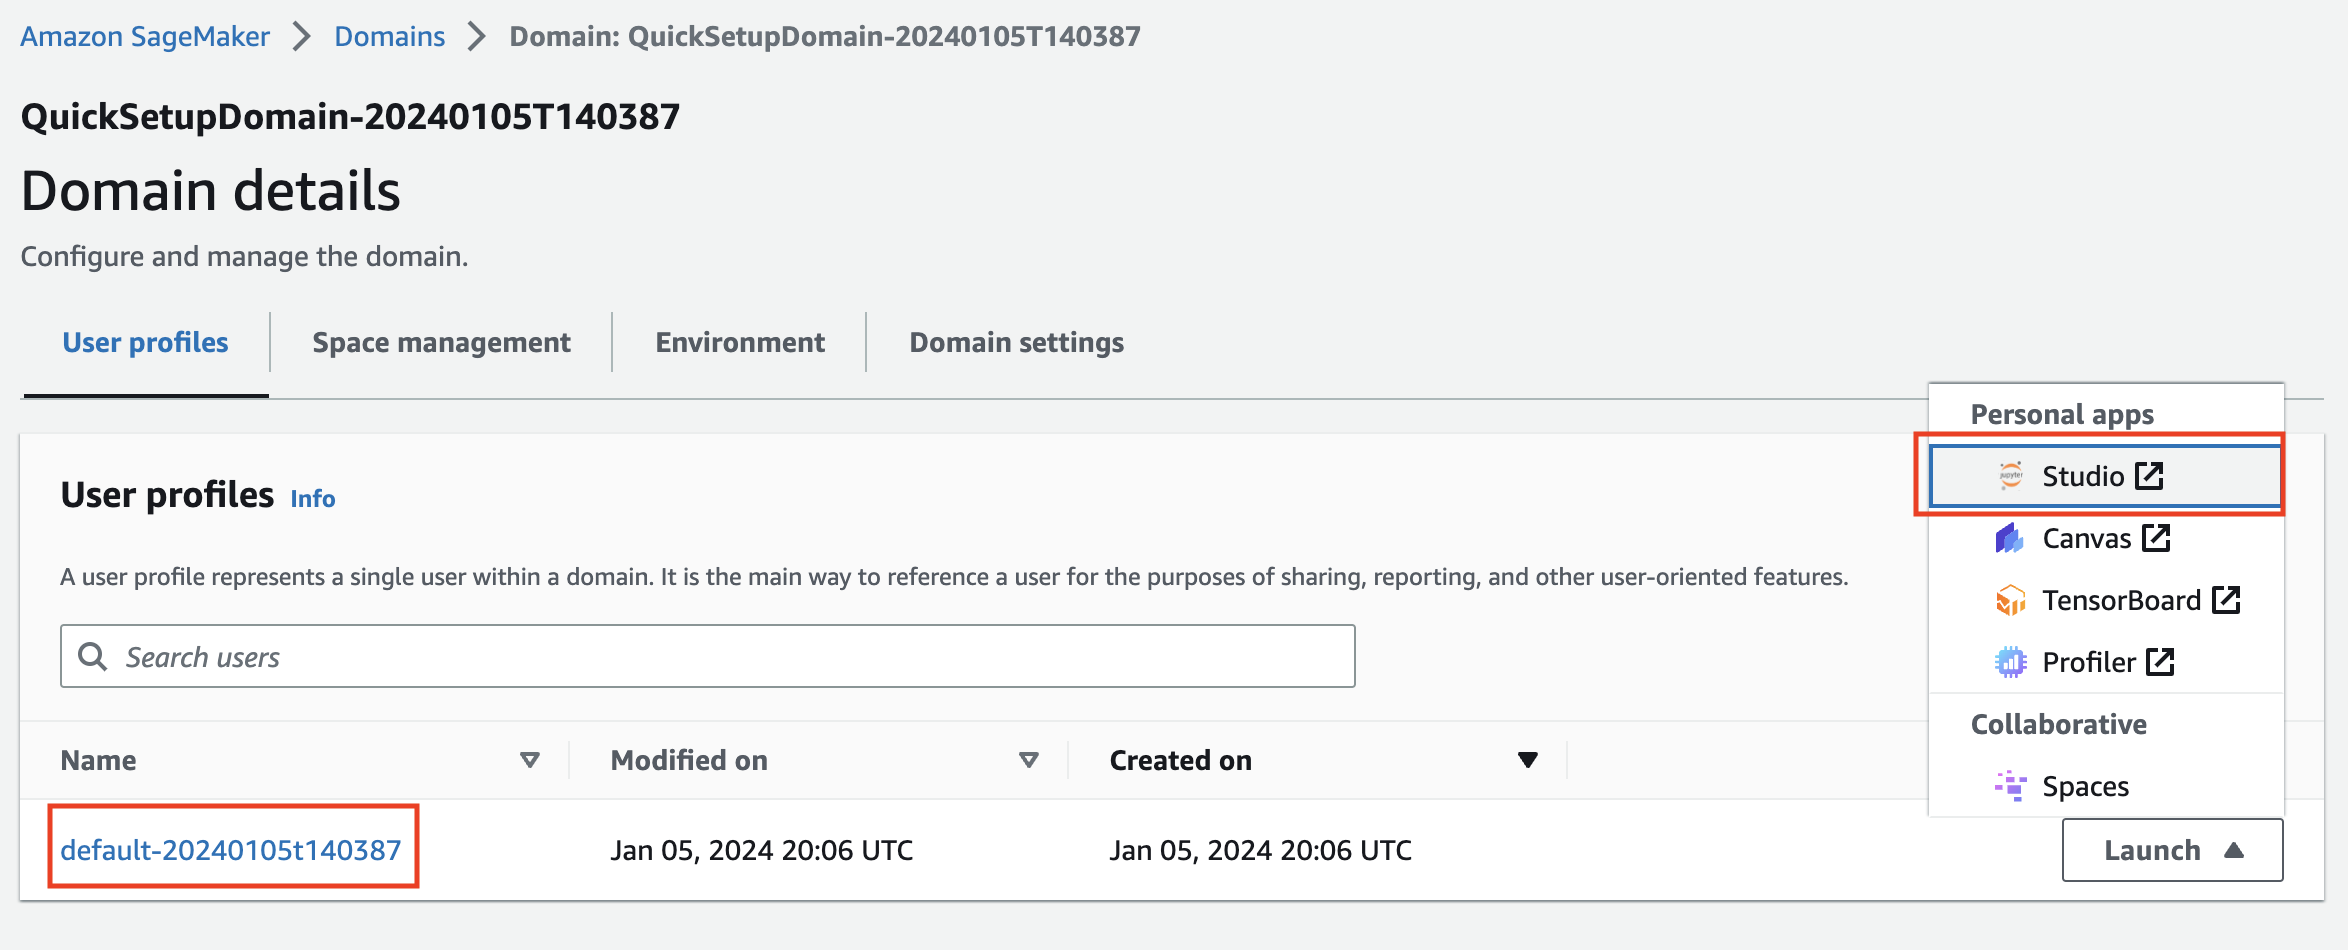 Amazon SageMaker > Domains > Domain: QuickSetupDomain-20240105T140387
QuickSetupDomain-20240105T140387
Domain details
Configure and manage the domain.
User profiles
Space management
Environment
Domain settings
User profiles Info
A user profile represents a single user within a domain. It is the main way to reference a user for the purposes of sharing, reporting, and other user-oriented features.
Search users
Name
Modified on
Created on
default-20240105t140387
Jan 05, 2024 20:06 UTC
Jan 05, 2024 20:06 UTC
Launch
Personal apps
jupyter
Studio
Canvas
TensorBoard
Profiler
Collaborative
Spaces